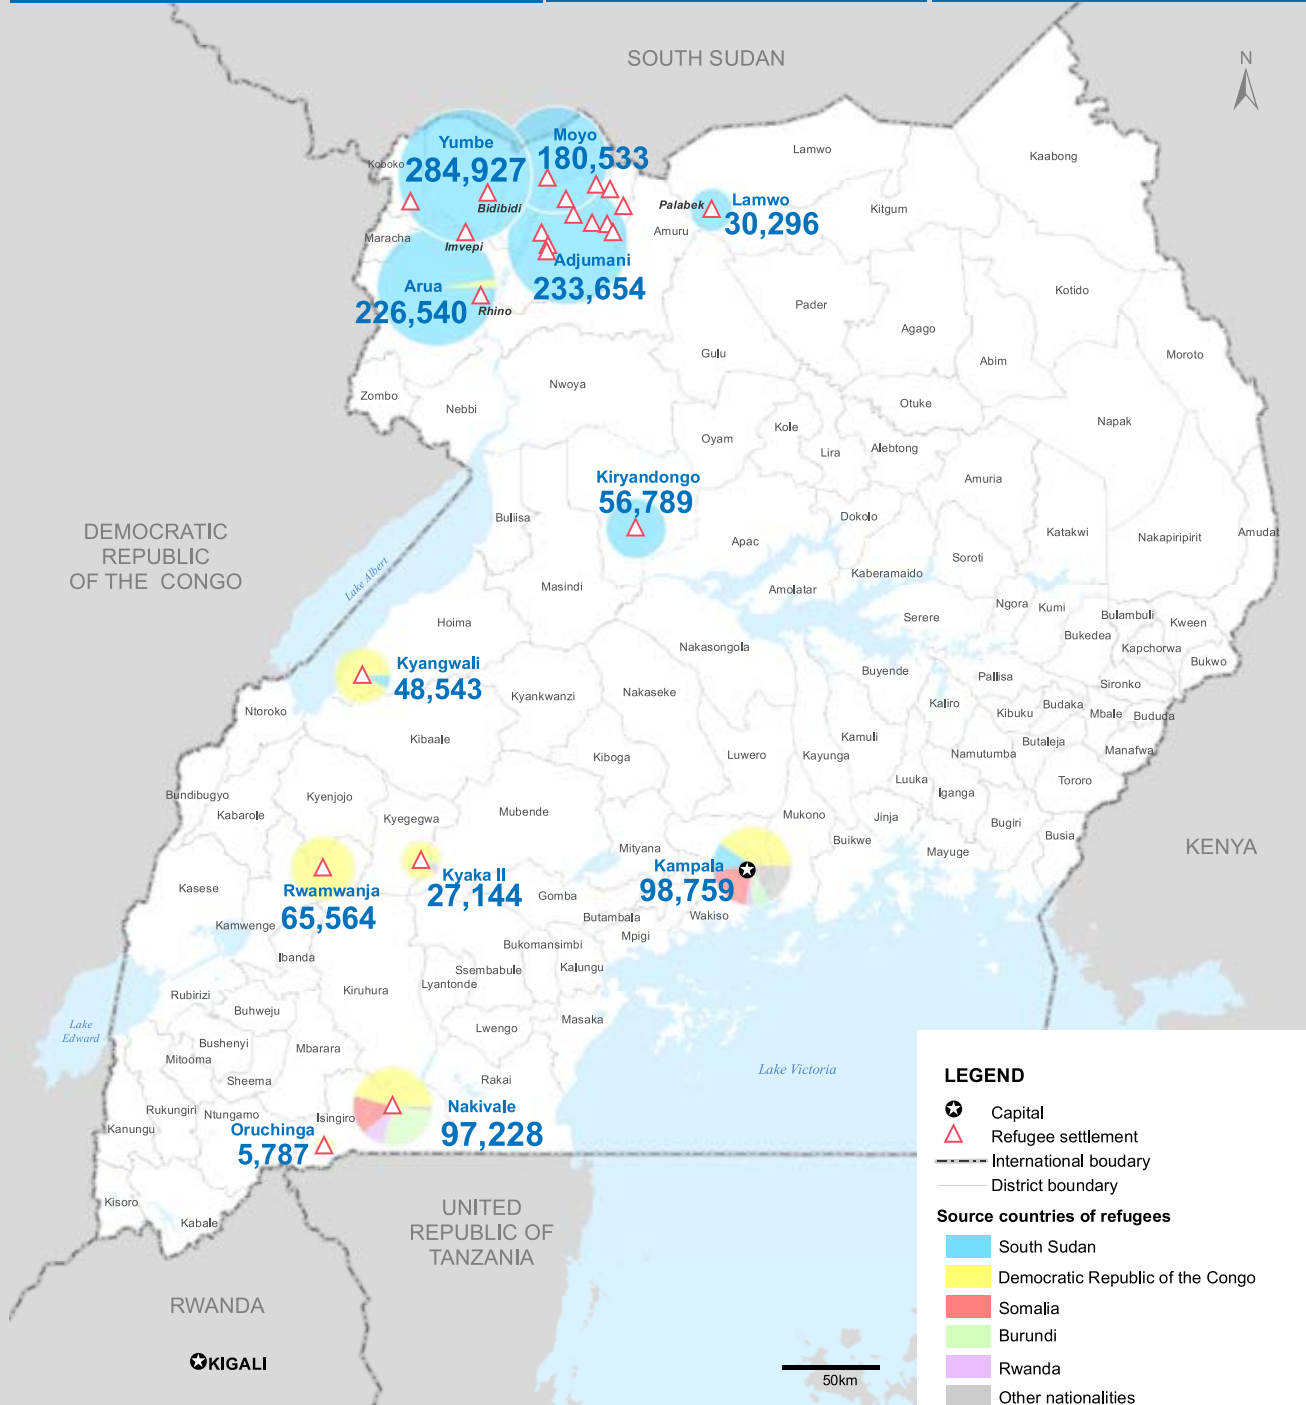 SOUTH SUDAN
N
Yumbe
284,927
Moyo
180,533
Koboko
Bidibidi
Imvepi
Maracha
Arua
226,540
Rhino
Adjumani
233,654
Palabek
Lamwo
30,296
Lamwo
Kaabong
Kitgum
Amuru
Pader
Kotido
Agago
Gulu
Abim
Moroto
Zombo
Nwoya
Nebbi
Otuke
Napak
Kole
Oyam
Lira
Alebtong
Kiryandongo
56,789
Amuria
Buliisa
Dokolo
Apac
Katakwi
Nakapiripirit
Amudat
DEMOCRATIC
REPUBLIC
OF THE CONGO
Lake Albert
Soroti
Kaberamaido
Masindi
Amolatar
Ngora
Kumi
Serere
Bulambuli
Kween
Hoima
Bukedea
Kapchorwa
Nakasongola
Bukwo
Kyangwali
48,543
Buyende
Pallisa
Sironko
Kyankwanzi
Nakaseke
Kaliro
Budaka
Ntoroko
Kibuku
Mbale
Bududa
Kibaale
Kamuli
Butaleja
Kiboga
Luwero
Kayunga
Namutumba
Manafwa
Luuka
Tororo
Bundibugyo
Kyenjojo
Iganga
Kabarole
Kyegegwa
Mubende
Mukono
Jinja
Bugiri
Buikwe
Busia
Mityana
Mayuge
KENYA
Kampala
98,759
Kyaka II
27,144
Rwamwanja
65,564
Kasese
Gomba
Butambala
Wakiso
Kamwenge
Mpigi
Bukomansimbi
Ibanda
Ssembabule
Kalungu
Lyantonde
Kiruhura
Rubirizi
Buhweju
Masaka
Lake
Edward
Lwengo
Bushenyi
Mbarara
Mitooma
Lake Victoria
Sheema
Rakai
Nakivale
97,228
Rukungiri
Ntungamo
Isingiro
Kanungu
Oruchinga
5,787
Kisoro
Kabale
UNITED
REPUBLIC OF
TANZANIA
RWANDA
KIGALI
50km
LEGEND
Capital
Refugee settlement
International boudary
District boundary
Source countries of refugees
South Sudan
Democratic Republic of the Congo
Somalia
Burundi
Rwanda
Other nationalities